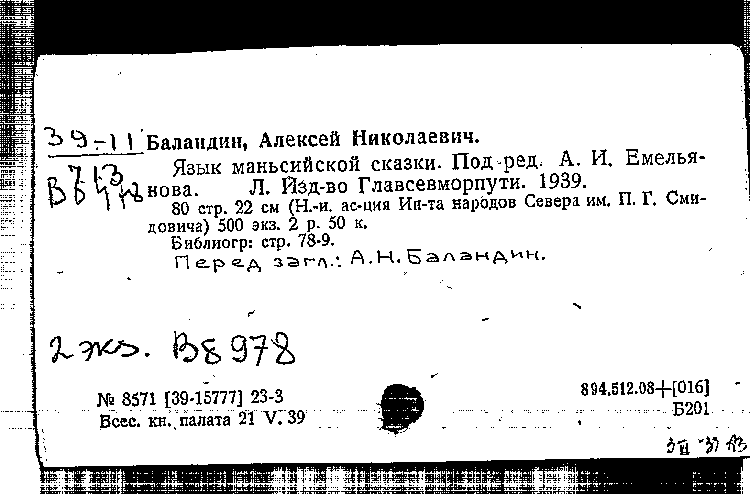 39-11 Баландин, Алексей Николаевич.
713
Язык маньсийской сказки. Под ред. А. И. Емелья-
нова. Л. Изд-во Главсевморпути. 1939.
80 стр. 22 см (Н.-и. ас-ция Ин-та народов Севера им. П. Г. Сми-
довича) 500 экз. 2 р. 50 к.
Библиогр: стр. 78-9.
Перед загл.: А.Н. Баландин.
2 экз. В8978
№ 8571 [39-15777] 23-3
894.512.08+[016]
Всес. кн. палата 21 V. 39
Б201